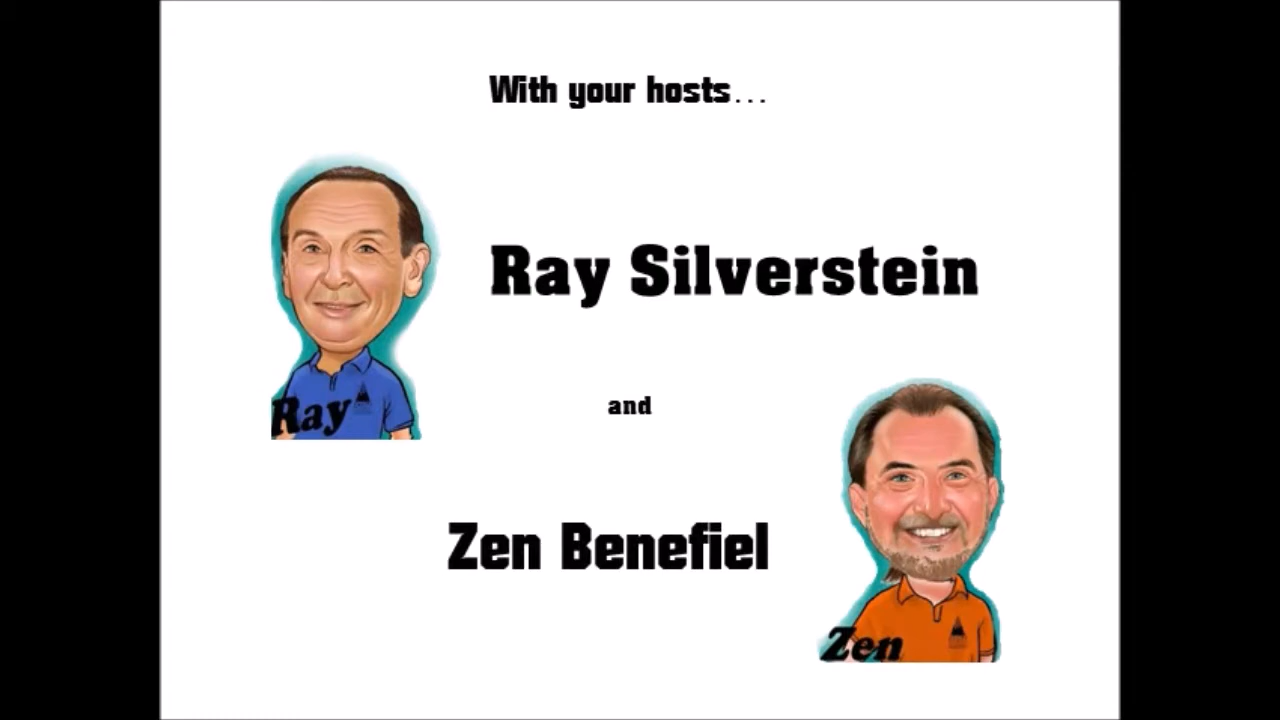 With your hosts...
Ray Silverstein
Ray
and
Zen Benefiel
Zen